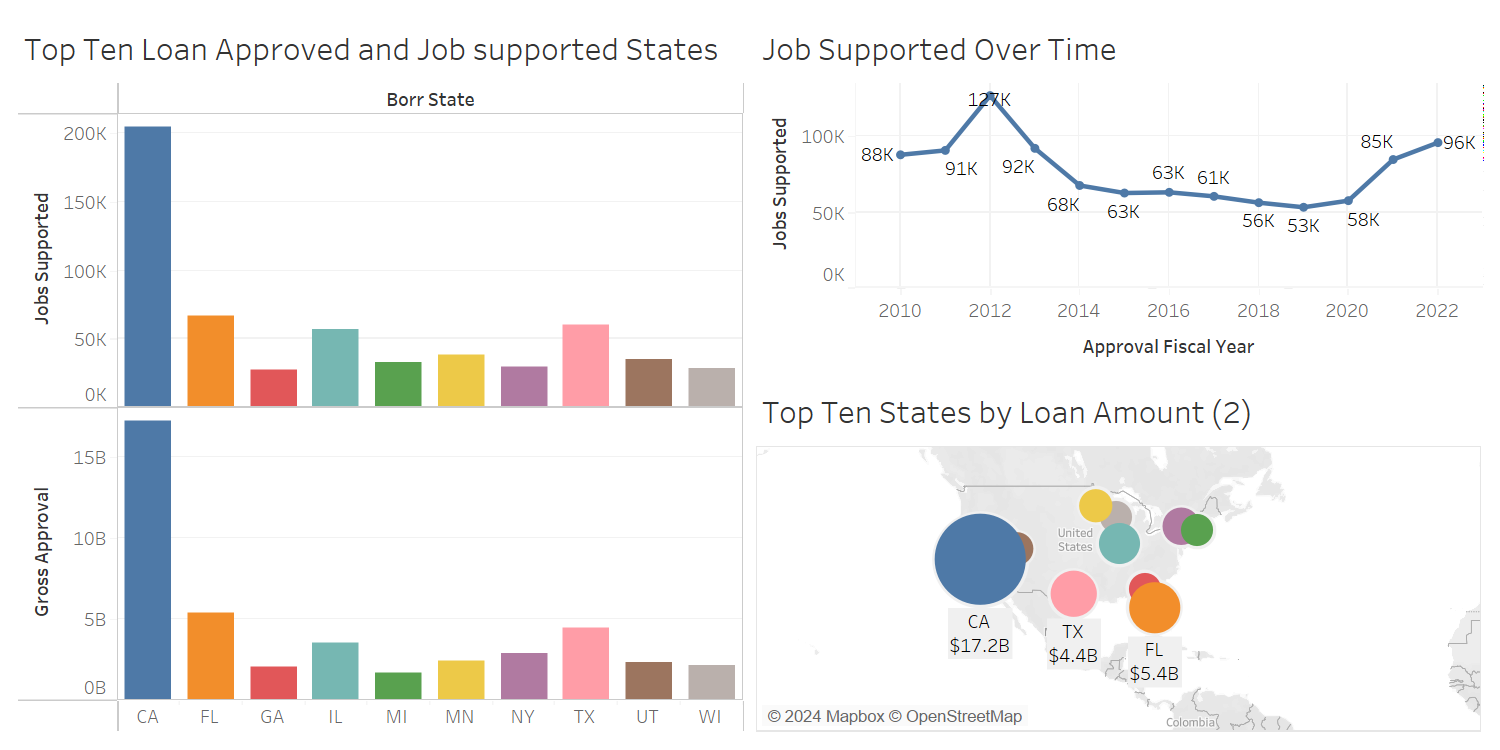 Top Ten Loan Approved and Job supported States
Borr State
Jobs Supported
200K
150K
100K
50K
0K
Gross Approval
15B
10B
5B
0B
CA FL GA IL MI MN NY TX UT WI
Job Supported Over Time
Jobs Supported
100K
50K
0K
88K
91K
127K
92K
68K
63K
63K
61K
56K
53K
58K
85K
96K
2010 2012 2014 2016 2018 2020 2022
Approval Fiscal Year
Top Ten States by Loan Amount (2)
United
States
CA
$17.2B
TX
$4.4B
FL
$5.4B
Colombia
© 2024 Mapbox © OpenStreetMap